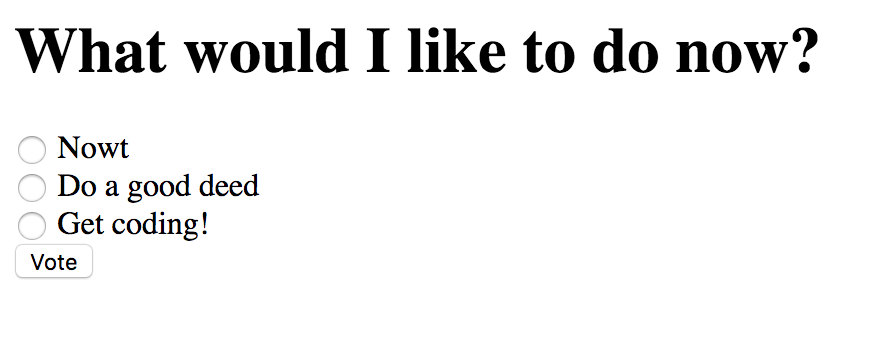 What would I like to do now?
Nowt
Do a good deed
Get coding!
Vote